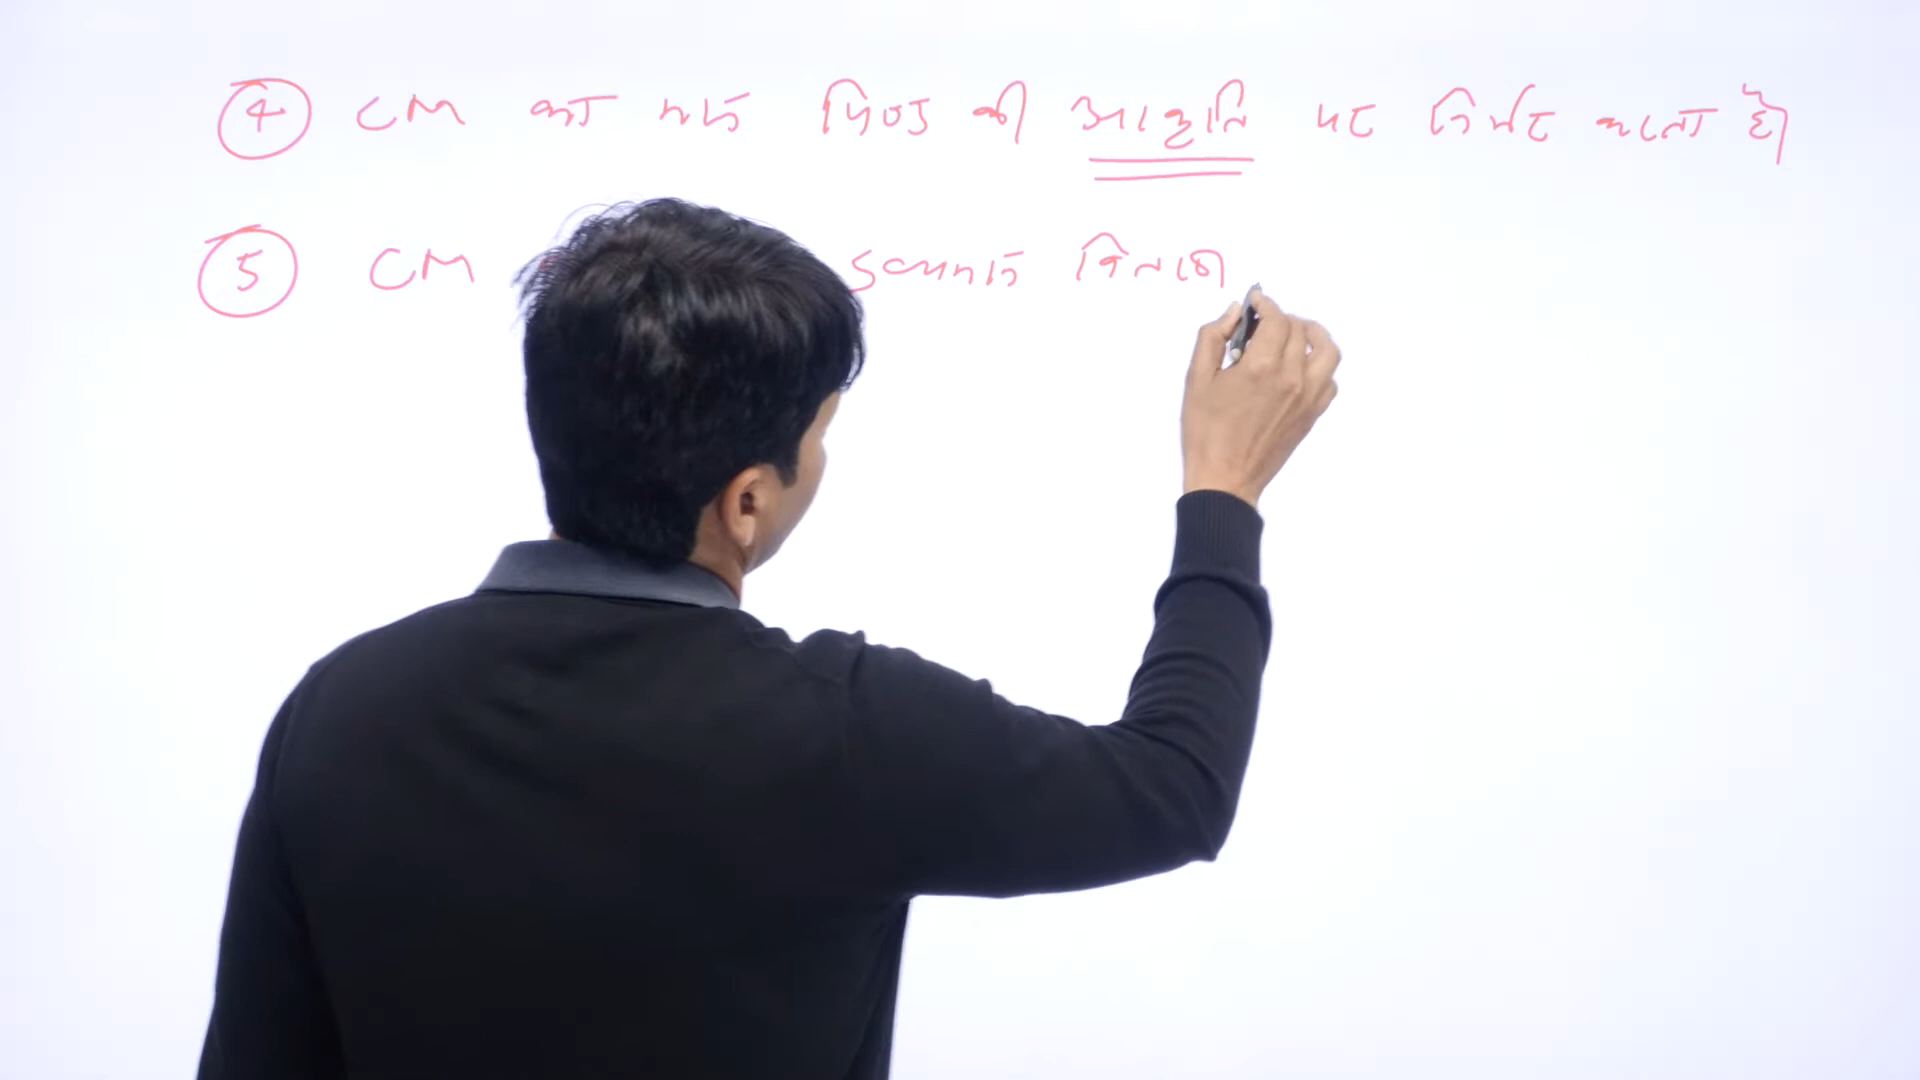 ④ CM का मान पिण्ड की आकृति पर निर्भर करता है।
⑤ CM द्रव्यमान वितरण